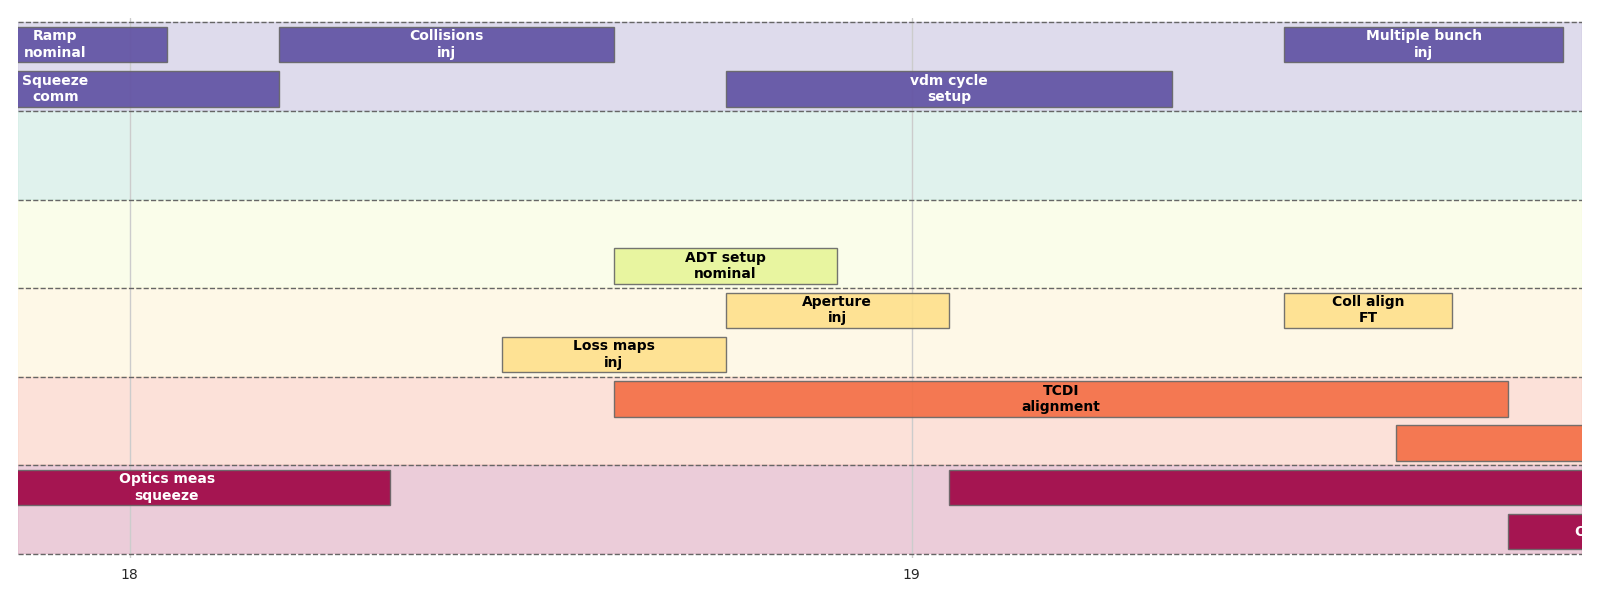 Ramp
nominal
Collisions
inj
Multiple bunch
inj
Squeeze
comm
vdm cycle
setup
ADT setup
nominal
Aperture
inj
Coll align
FT
Loss maps
inj
TCDI
alignment
Optics meas
squeeze
18
19